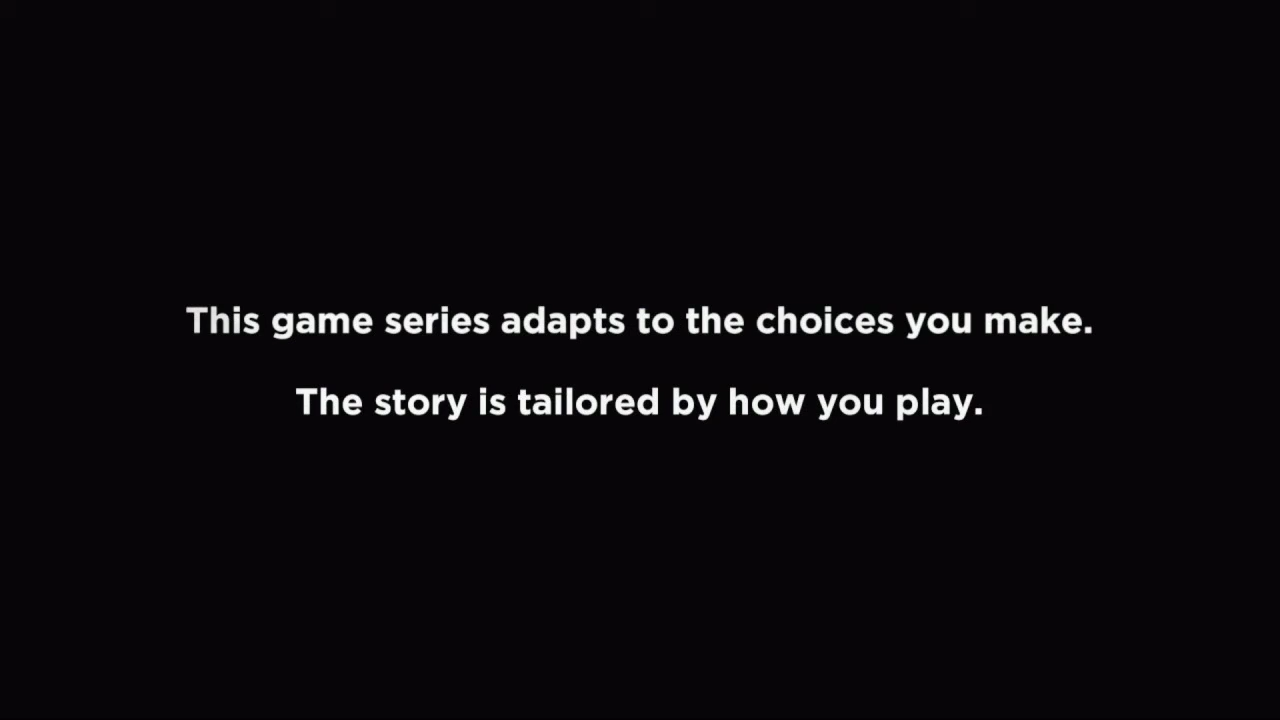 This game series adapts to the choices you make.
The story is tailored by how you play.